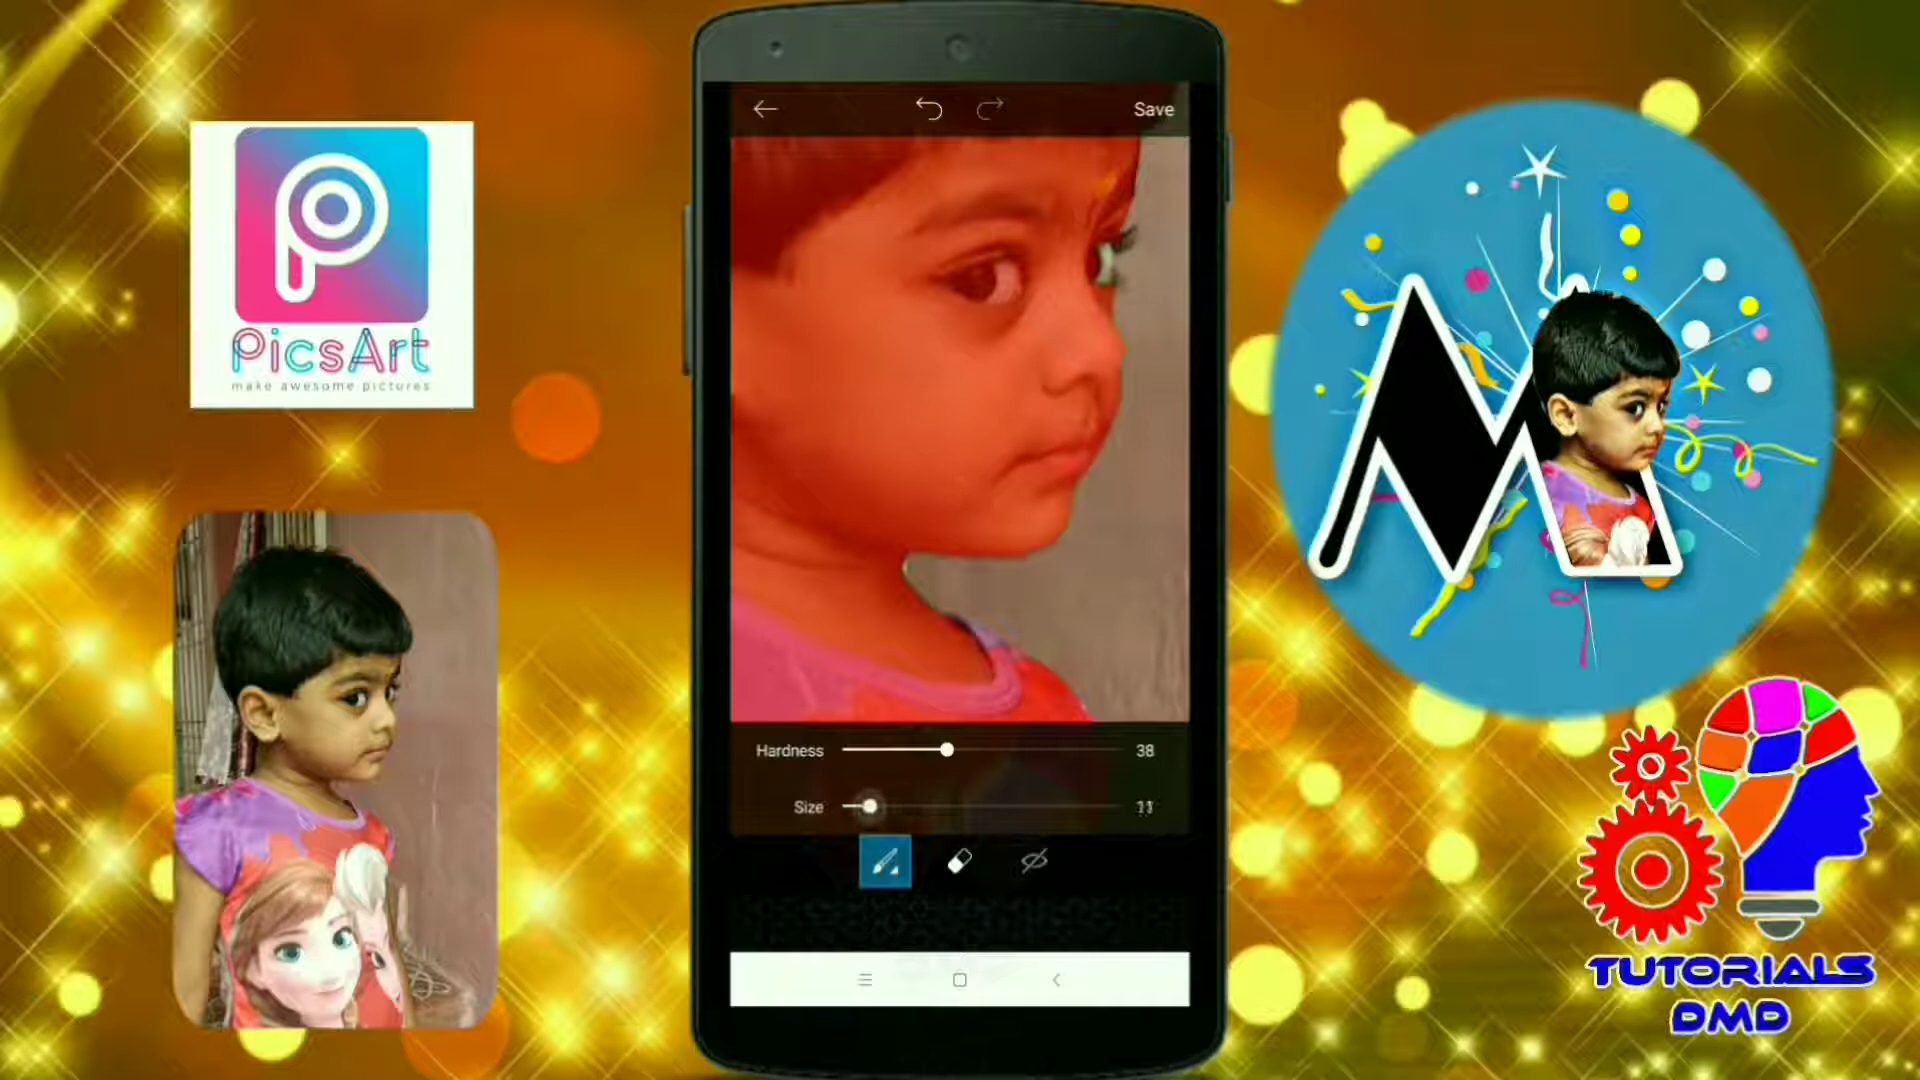 Save
PicsArt
make awesome pictures
M
Hardness 38
Size 11
TUTORIALS
DMD